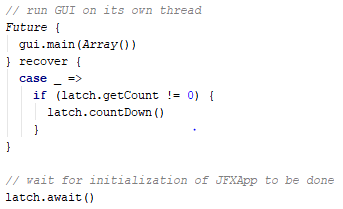 // run GUI on its own thread
Future {
  gui.main(Array())
} recover {
  case _ =>
    if (latch.getCount != 0) {
      latch.countDown()
    }
}
// wait for initialization of JFXApp to be done
latch.await()